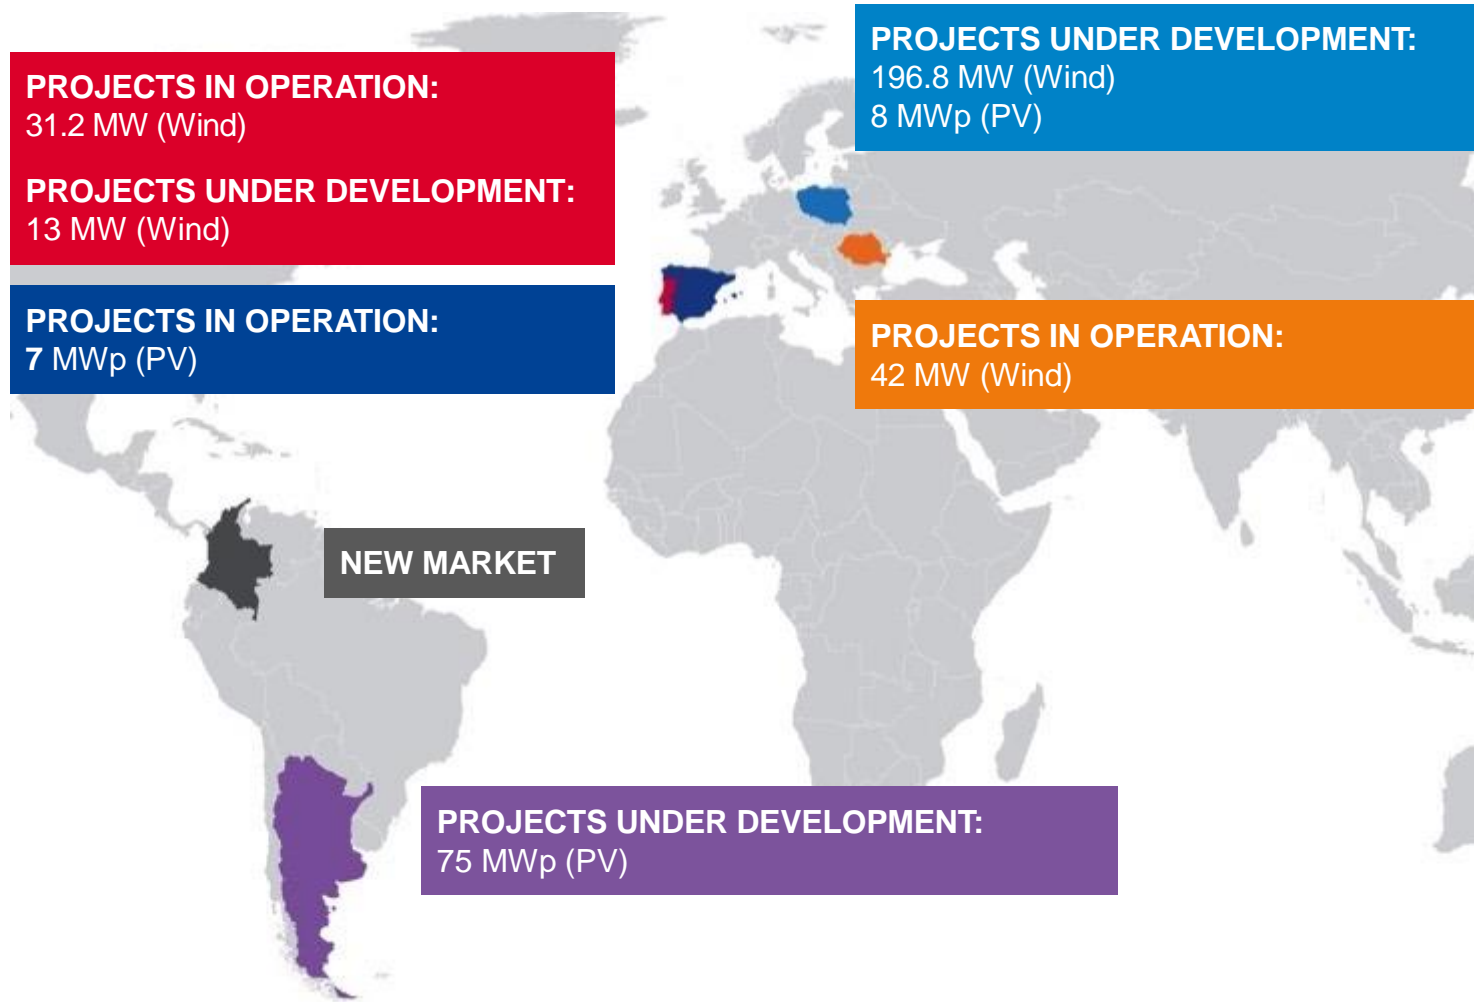 PROJECTS IN OPERATION:
31.2 MW (Wind)
PROJECTS UNDER DEVELOPMENT:
13 MW (Wind)
PROJECTS IN OPERATION:
7 MWp (PV)
PROJECTS UNDER DEVELOPMENT:
196.8 MW (Wind)
8 MWp (PV)
PROJECTS IN OPERATION:
42 MW (Wind)
NEW MARKET
PROJECTS UNDER DEVELOPMENT:
75 MWp (PV)